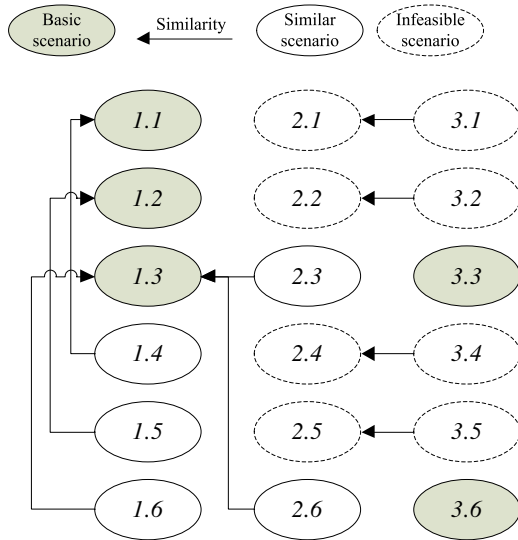 Basic
scenario
Similarity
Similar
scenario
Infeasible
scenario
1.1
2.1
3.1
1.2
2.2
3.2
1.3
2.3
3.3
1.4
2.4
3.4
1.5
2.5
3.5
1.6
2.6
3.6